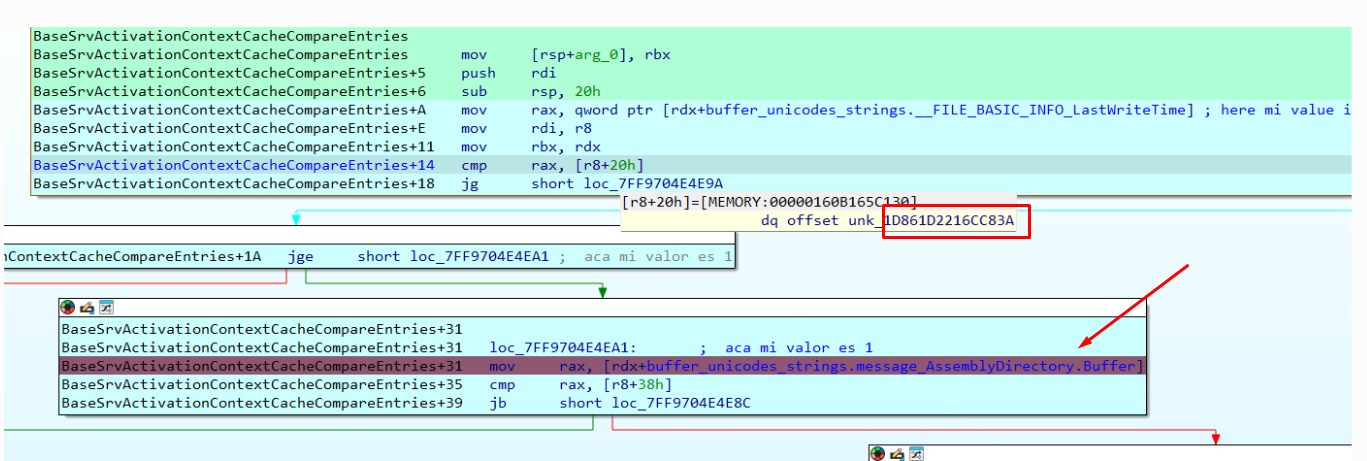 BaseSrvActivationContextCacheCompareEntries
BaseSrvActivationContextCacheCompareEntries mov [rsp+arg_0], rbx
BaseSrvActivationContextCacheCompareEntries+5 push rdi
BaseSrvActivationContextCacheCompareEntries+6 sub rsp, 20h
BaseSrvActivationContextCacheCompareEntries+A mov rax, qword ptr [rdx+buffer_unicodes_strings.__FILE_BASIC_INFO_LastWriteTime] ; here mi value i
BaseSrvActivationContextCacheCompareEntries+E mov rdi, r8
BaseSrvActivationContextCacheCompareEntries+11 mov rbx, rdx
BaseSrvActivationContextCacheCompareEntries+14 cmp rax, [r8+20h]
BaseSrvActivationContextCacheCompareEntries+18 jg short loc_7FF9704E4E9A
[r8+20h]=[MEMORY:00000160B165C130]
dq offset unk_1D861D2216CC83A
nContextCacheCompareEntries+1A jge short loc_7FF9704E4EA1 ; aca mi valor es 1
BaseSrvActivationContextCacheCompareEntries+31
BaseSrvActivationContextCacheCompareEntries+31 loc_7FF9704E4EA1: ; aca mi valor es 1
BaseSrvActivationContextCacheCompareEntries+31 mov rax, [rdx+buffer_unicodes_strings.message_AssemblyDirectory.Buffer]
BaseSrvActivationContextCacheCompareEntries+35 cmp rax, [r8+38h]
BaseSrvActivationContextCacheCompareEntries+39 jb short loc_7FF9704E4E8C